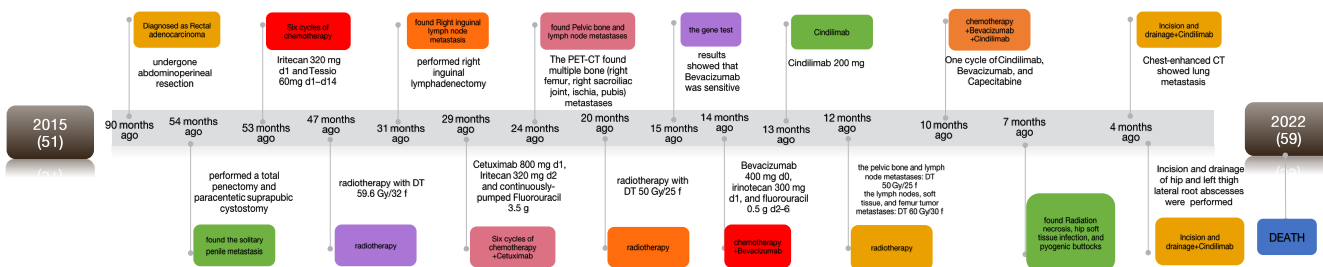 Diagnosed as Rectal
adenocarcinoma
undergone
abdominoperineal
resection
Six cycles of
chemotherapy
Iritecan 320 mg
d1 and Tessio
60mg d1–d14
found Right inguinal
lymph node
metastasis
performed right
inguinal
lymphadenectomy
found Pelvic bone and
lymph node metastases
The PET-CT found
multiple bone (right
femur, right sacroiliac
joint, ischia, pubis)
metastases
the gene test
results
showed that
Bevacizumab
was sensitive
Cindilimab
Cindilimab 200 mg
chemotherapy
+Bevacizumab
+Cindilimab
One cycle of Cindilimab,
Bevacizumab, and
Capecitabine
Incision and
drainage+Cindilimab
Chest-enhanced CT
showed lung
metastasis
2015
(51)
90 months
ago
54 months
ago
53 months
ago
47 months
ago
31 months
ago
29 months
ago
24 months
ago
20 months
ago
15 months
ago
14 months
ago
13 months
ago
12 months
ago
10 months
ago
7 months
ago
4 months
ago
2022
(59)
performed a total
penectomy and
paracentetic suprapubic
cystostomy
found the solitary
penile metastasis
radiotherapy with DT
59.6 Gy/32 f
radiotherapy
Cetuximab 800 mg d1,
Iritecan 320 mg d2
and continuously-
pumped Fluorouracil
3.5 g
Six cycles of
chemotherapy
+Cetuximab
radiotherapy with
DT 50 Gy/25 f
radiotherapy
Bevacizumab
400 mg d0,
irinotecan 300 mg
d1, and fluorouracil
0.5 g d2–6
chemotherapy
+Bevacizumab
the pelvic bone and lymph
node metastases: DT
50 Gy/25 f
the lymph nodes, soft
tissue, and femur tumor
metastases: DT 60 Gy/30 f
radiotherapy
found Radiation
necrosis, hip soft
tissue infection, and
pyogenic buttocks
Incision and drainage
of hip and left thigh
lateral root abscesses
were performed
Incision and
drainage+Cindilimab
DEATH